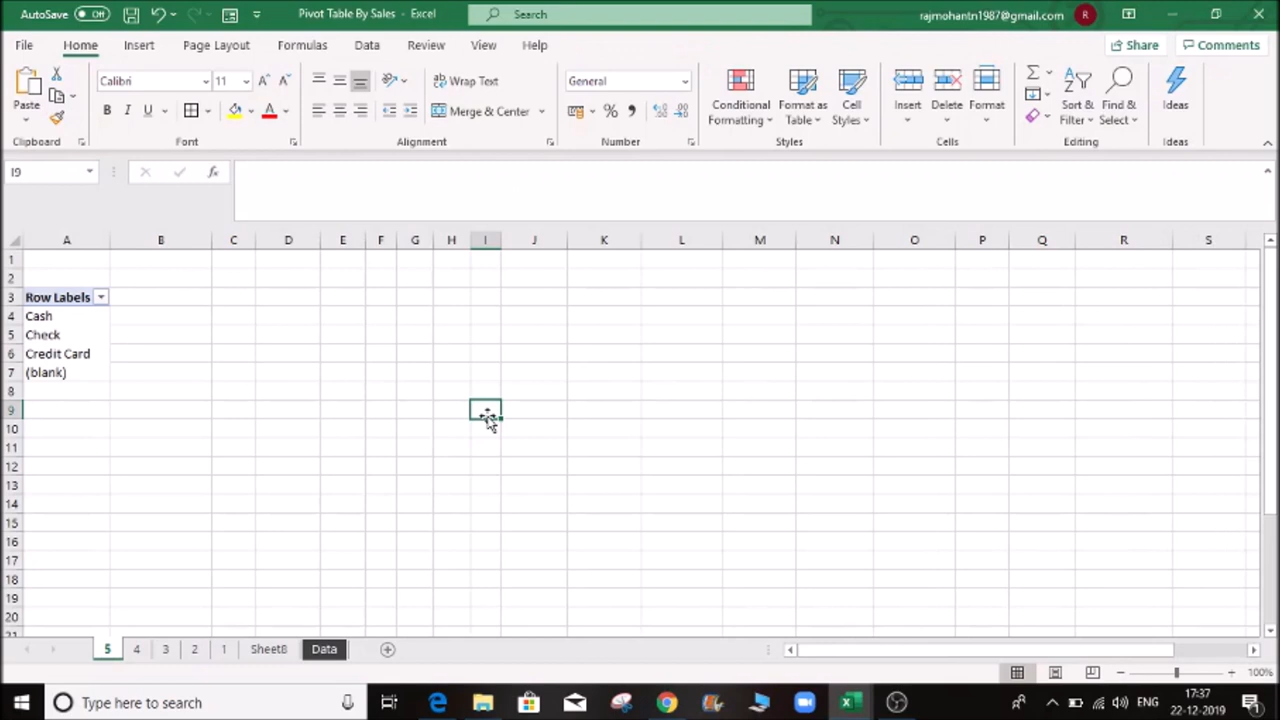 AutoSave Off Pivot Table By Sales - Excel Search rajmohantn1987@gmail.com R
File Home Insert Page Layout Formulas Data Review View Help Share Comments
Paste
Calibri 11 A A
B I U A
Wrap Text
Merge & Center
General
% ,
Conditional Formatting
Format as Table
Cell Styles
Insert Delete Format
Sort & Filter
Find & Select
Ideas
Clipboard Font Alignment Number Styles Cells Editing Ideas
I9 fx
A B C D E F G H I J K L M N O P Q R S
1
2
3 Row Labels
4 Cash
5 Check
6 Credit Card
7 (blank)
8
9
10
11
12
13
14
15
16
17
18
19
20
21
5 4 3 2 1 Sheet8 Data
100%
Type here to search ENG 17:37
22-12-2019 1